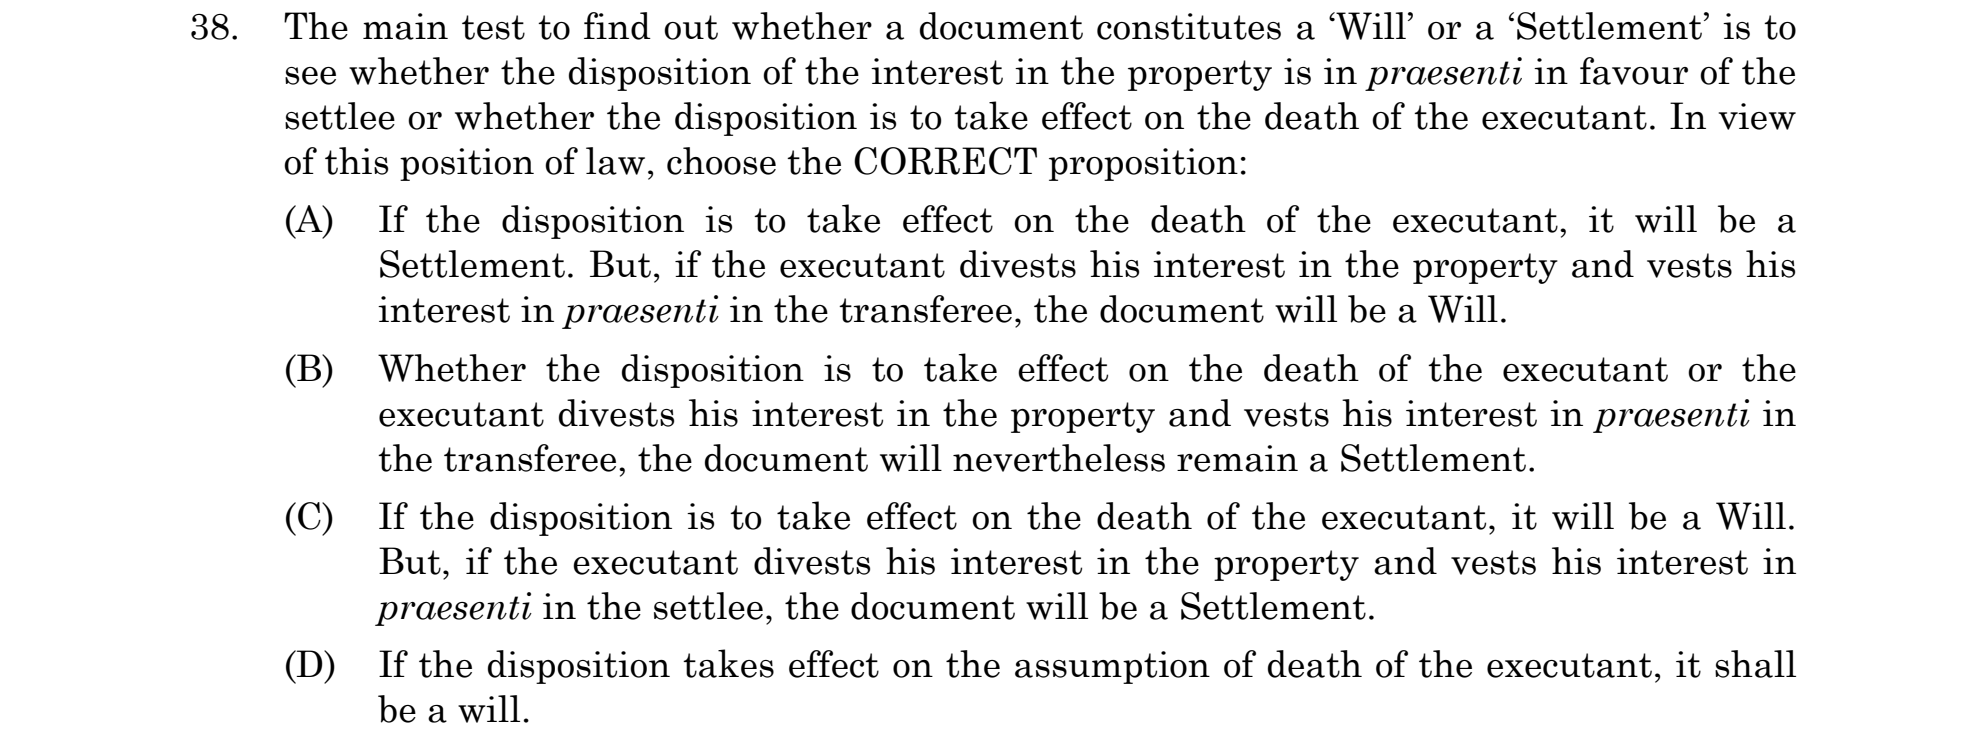 38. The main test to find out whether a document constitutes a ‘Will’ or a ‘Settlement’ is to
see whether the disposition of the interest in the property is in praesenti in favour of the
settlee or whether the disposition is to take effect on the death of the executant. In view
of this position of law, choose the CORRECT proposition:
(A) If the disposition is to take effect on the death of the executant, it will be a
Settlement. But, if the executant divests his interest in the property and vests his
interest in praesenti in the transferee, the document will be a Will.
(B) Whether the disposition is to take effect on the death of the executant or the
executant divests his interest in the property and vests his interest in praesenti in
the transferee, the document will nevertheless remain a Settlement.
(C) If the disposition is to take effect on the death of the executant, it will be a Will.
But, if the executant divests his interest in the property and vests his interest in
praesenti in the settlee, the document will be a Settlement.
(D) If the disposition takes effect on the assumption of death of the executant, it shall
be a will.